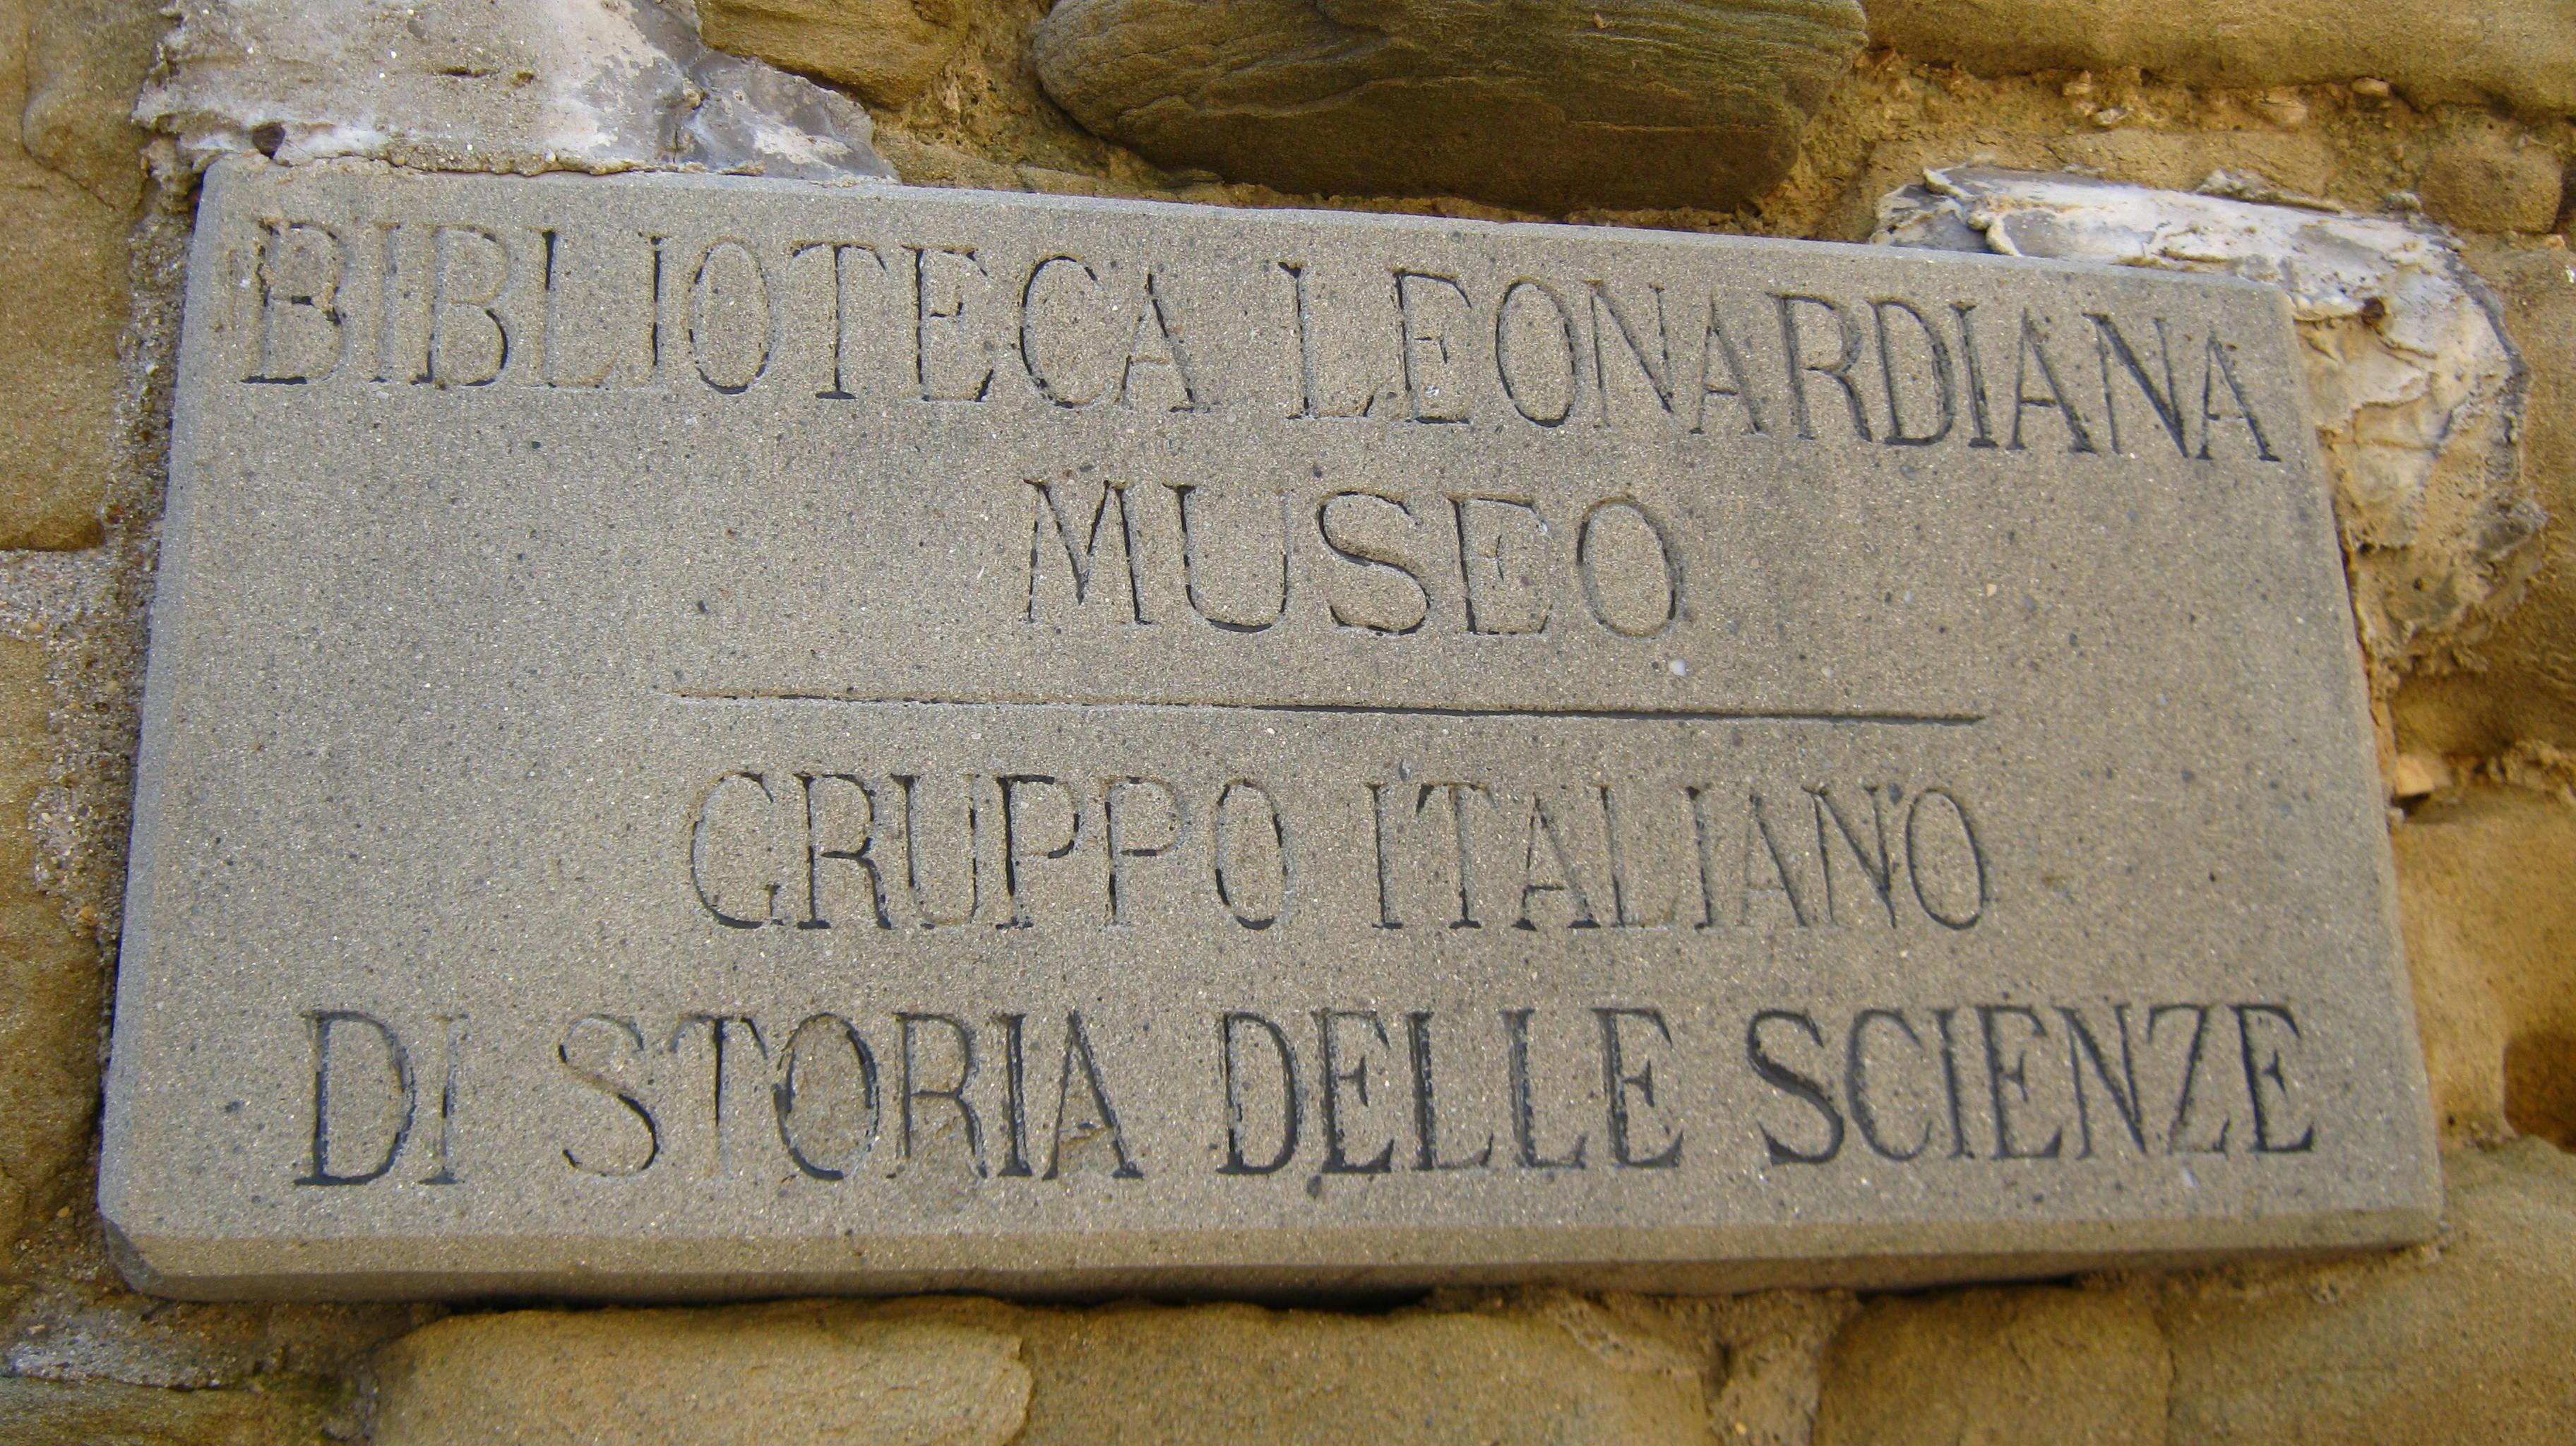 BIBLIOTECA LEONARDIANA
MUSEO
GRUPPO ITALIANO
DI STORIA DELLE SCIENZE